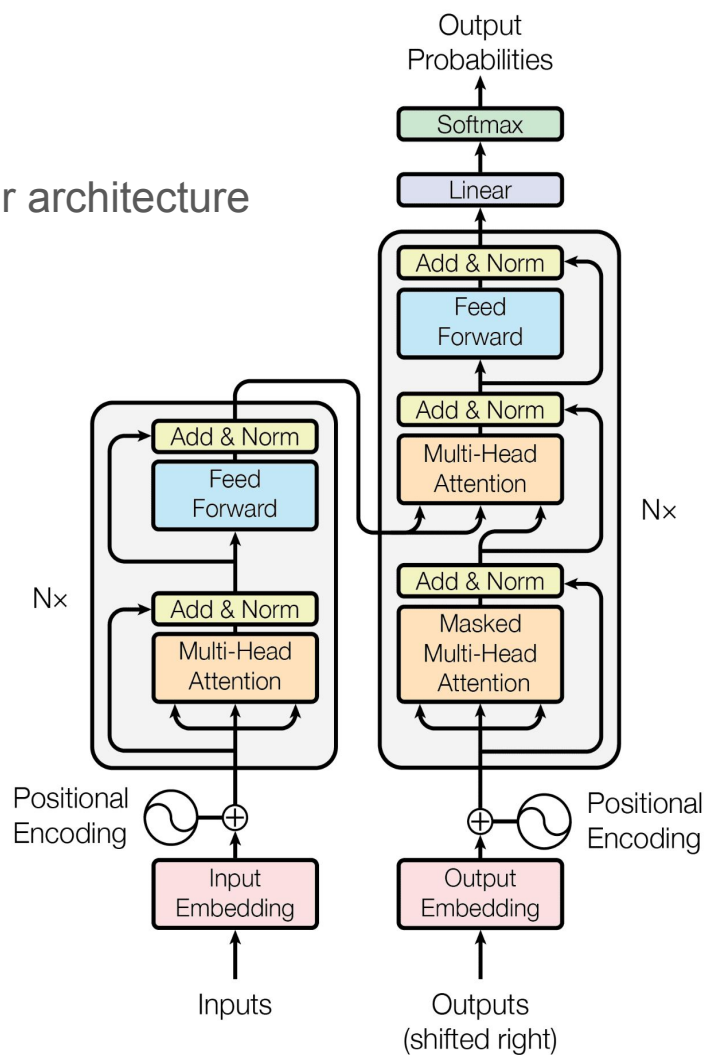 r architecture
Output
Probabilities
Softmax
Linear
Add & Norm
Feed
Forward
Add & Norm
Multi-Head
Attention
Add & Norm
Masked
Multi-Head
Attention
Nx
Add & Norm
Feed
Forward
Add & Norm
Multi-Head
Attention
Nx
Positional
Encoding
Input
Embedding
Inputs
Positional
Encoding
Output
Embedding
Outputs
(shifted right)